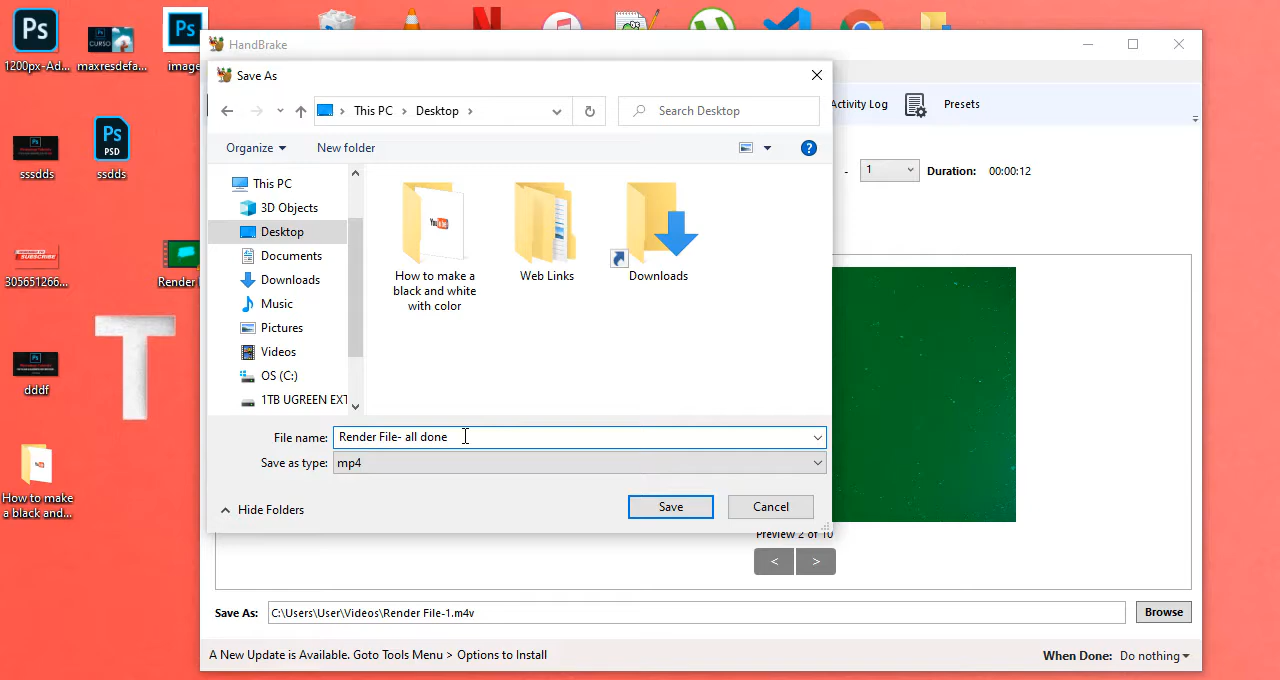 Ps
1200px-Ad...
CURSO
maxresdefa...
Ps
image
HandBrake
Save As
This PC
Desktop
Search Desktop
Activity Log
Presets
Organize
New folder
?
-
1
Duration:
00:00:12
sssdds
Ps
PSD
ssdds
This PC
3D Objects
Desktop
Documents
Downloads
Music
Pictures
Videos
OS (C:)
1TB UGREEN EXT
How to make a
black and white
with color
Web Links
Downloads
SUBSCRIBE
305651266...
Render
T
dddf
How to make
a black and...
File name:
Render File- all done
Save as type:
mp4
Hide Folders
Save
Cancel
Preview 2 of 10
<
>
Save As:
C:\Users\User\Videos\Render File-1.m4v
Browse
A New Update is Available. Goto Tools Menu > Options to Install
When Done:
Do nothing